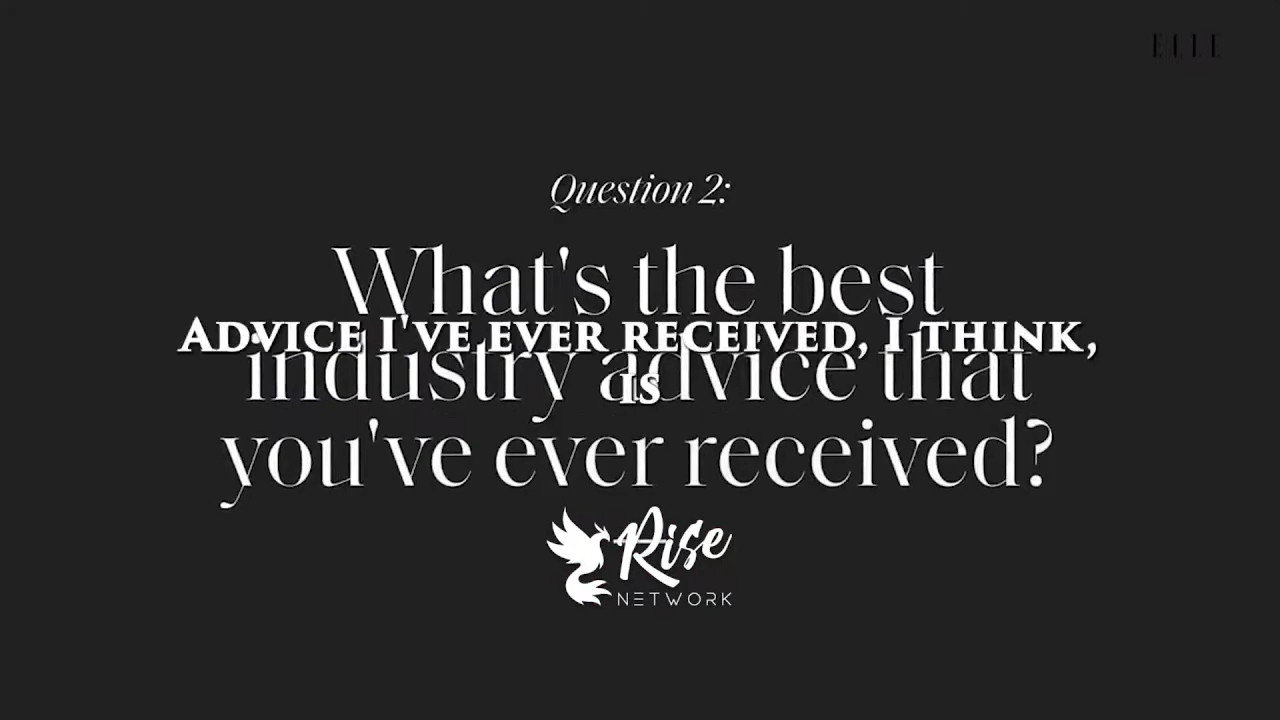 ELLE
Question 2:
What's the best
industry advice that
you've ever received?
Advice I've ever received, I think,
is
Rise
NETWORK